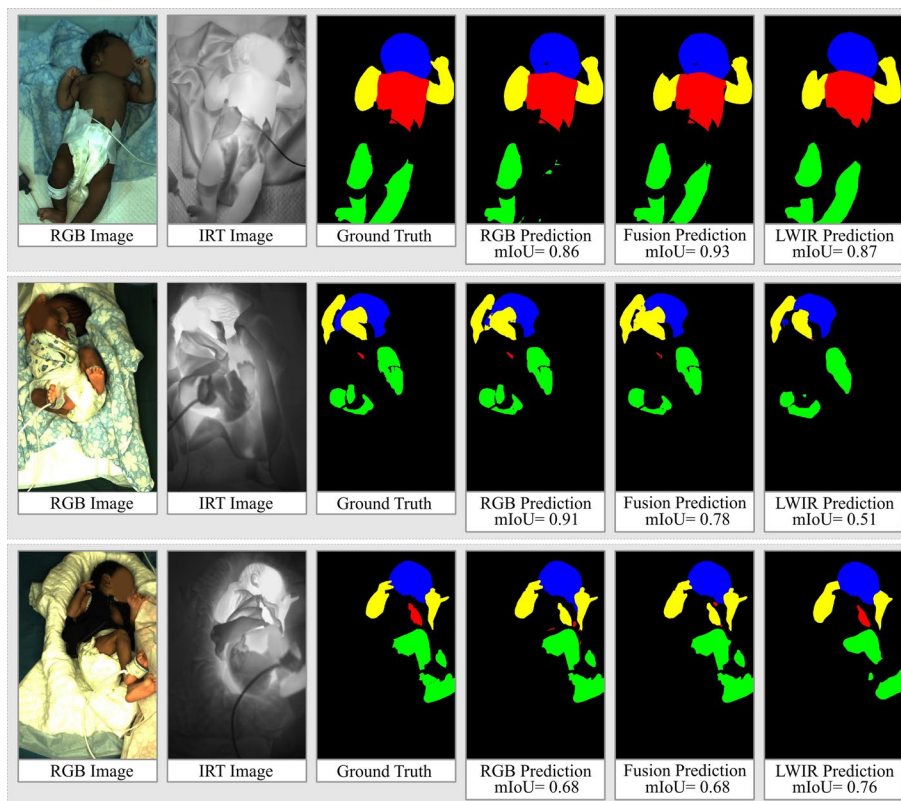 RGB Image
IRT Image
Ground Truth
RGB Prediction
mIoU= 0.86
Fusion Prediction
mIoU= 0.93
LWIR Prediction
mIoU= 0.87
RGB Image
IRT Image
Ground Truth
RGB Prediction
mIoU= 0.91
Fusion Prediction
mIoU= 0.78
LWIR Prediction
mIoU= 0.51
RGB Image
IRT Image
Ground Truth
RGB Prediction
mIoU= 0.68
Fusion Prediction
mIoU= 0.68
LWIR Prediction
mIoU= 0.76